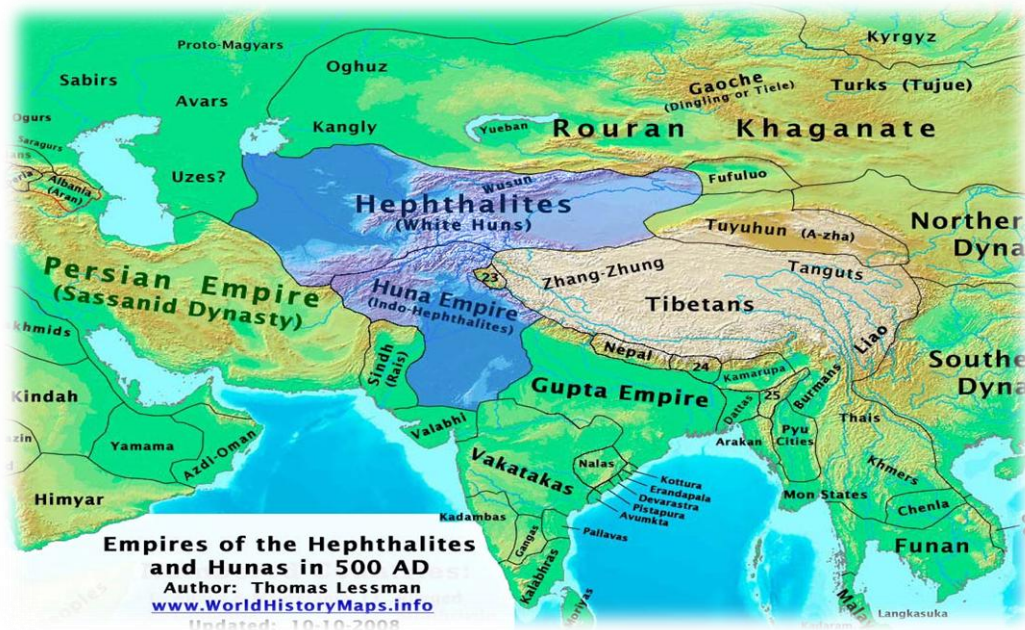 Proto-Magyars
Kyrgyz
Sabirs
Oghuz
Gaoche
(Dingling or Tiele)
Turks (Tujue)
Avars
Ogurs
Kangly
Yueban
Rouran Khaganate
Saragurs
Albania
(Aran)
Uzes?
Wusun
Fufuluo
Hephthalites
(White Huns)
Tuyuhun (A-zha)
Northern
Dyna
Persian Empire
(Sassanid Dynasty)
23
Zhang-Zhung
Tanguts
Huna Empire
(Indo-Hephthalites)
Tibetans
khmids
Sindh
(Rais)
Nepal
24
Liao
Kamarupa
Southe
Dyna
Kindah
Gupta Empire
Dattas
25
Burmans
Yamama
Azdi-Oman
Valabhi
Arakan
Pyu
Cities
Thais
azin
Vakatakas
Nalas
Khmers
Himyar
Kottura
Erandapala
Devarastra
Pistapura
Avumkta
Mon States
Chenla
Kadambas
Gangas
Pallavas
Funan
Kalabhras
Moriyas
Mala
Langkasuka
Kadaram
Empires of the Hephthalites
and Hunas in 500 AD
Author: Thomas Lessman
www.WorldHistoryMaps.info
Updated: 10-10-2008